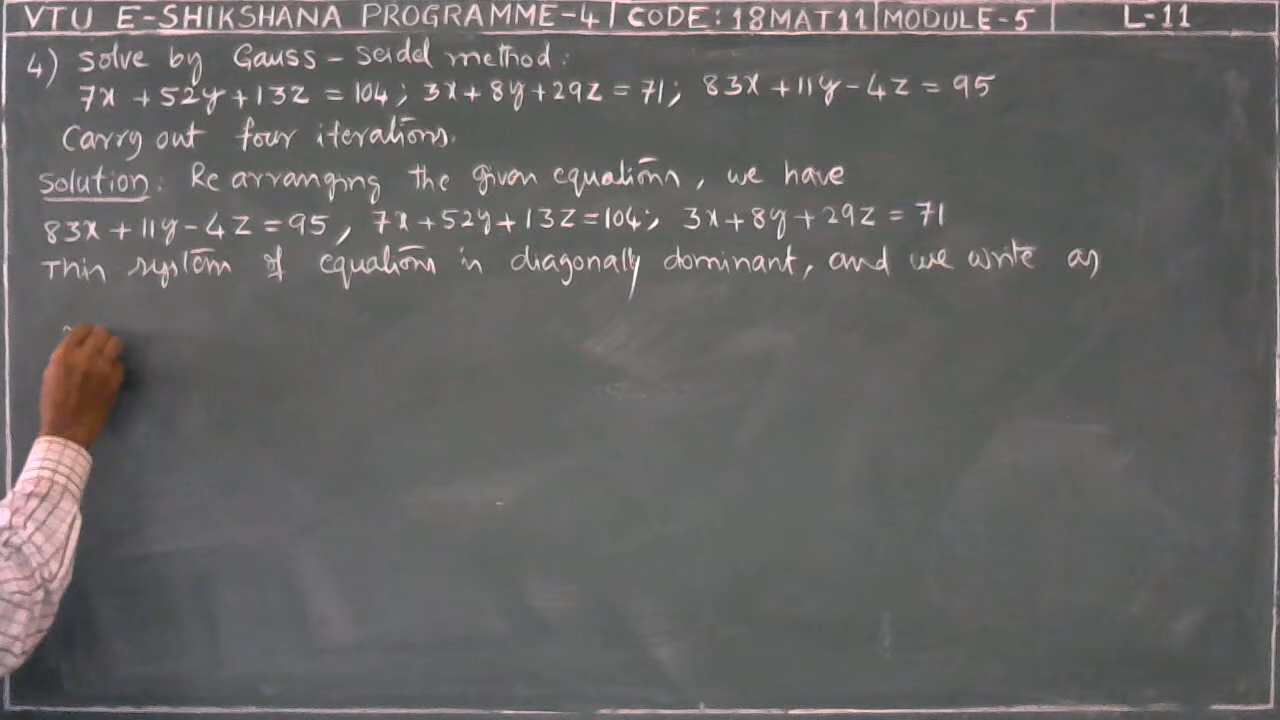 VTU E-SHIKSHANA PROGRAMME-4 | CODE: 18MAT11 | MODULE-5 | L-11
4) Solve by Gauss-Seidel method:
7x + 52y + 13z = 104; 3x + 8y + 29z = 71; 83x + 11y - 4z = 95
Carry out four iterations.
Solution: Re arranging the given equations, we have
83x + 11y - 4z = 95, 7x + 52y + 13z = 104; 3x + 8y + 29z = 71
This system of equations is diagonally dominant, and we write as